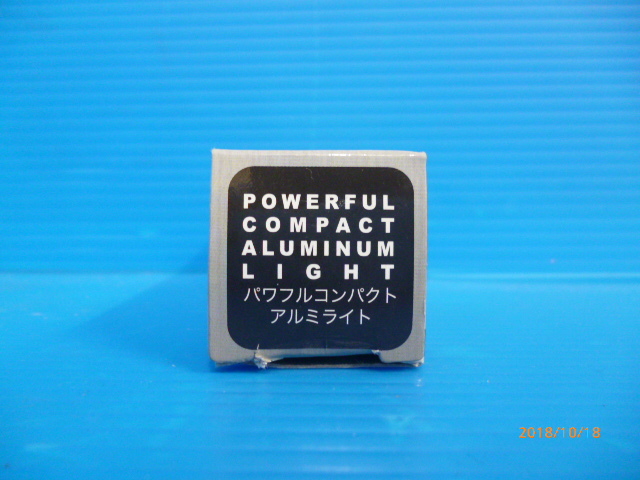 POWERFUL
COMPACT
ALUMINUM
LIGHT
パワフルコンパクト
アルミライト
2018/10/18